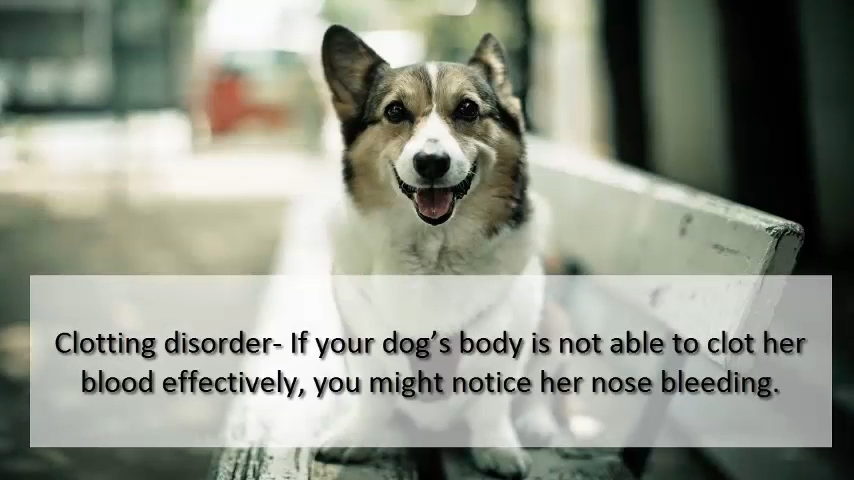 Clotting disorder- If your dog’s body is not able to clot her
blood effectively, you might notice her nose bleeding.